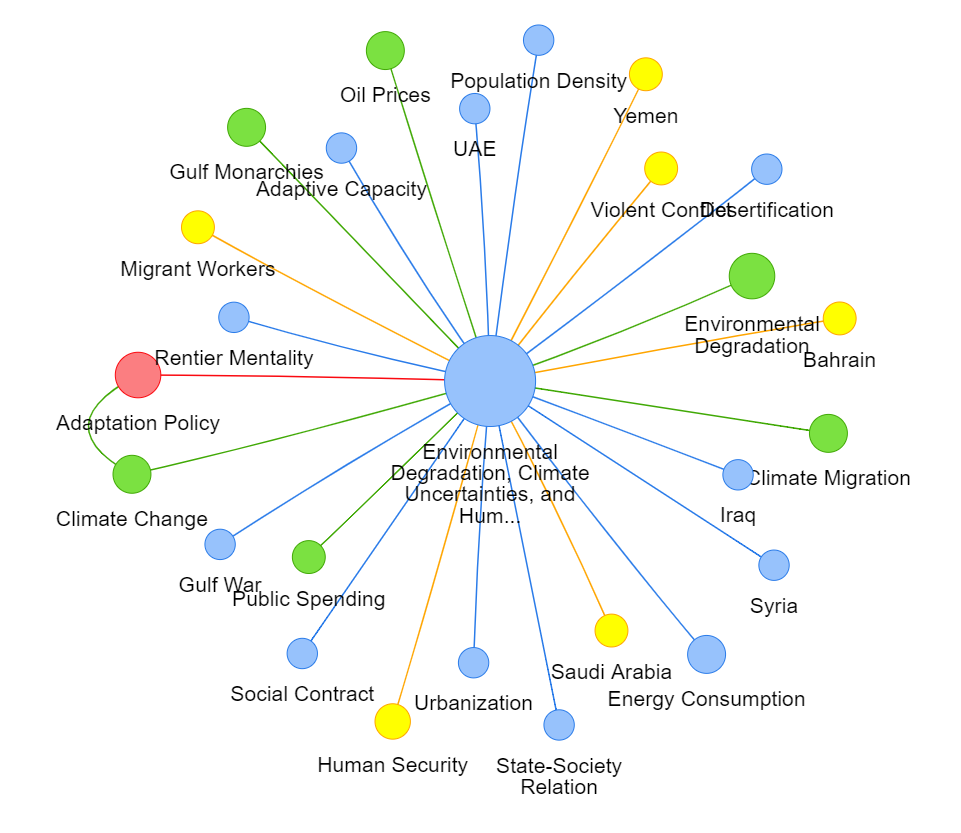 Population Density
Oil Prices
Yemen
UAE
Gulf Monarchies
Adaptive Capacity
Violent Conflict
Desertification
Migrant Workers
Environmental
Degradation
Bahrain
Rentier Mentality
Adaptation Policy
Environmental
Degradation, Climate
Uncertainties, and
Hum...
Climate Migration
Iraq
Climate Change
Gulf War
Public Spending
Syria
Saudi Arabia
Social Contract
Urbanization
Energy Consumption
Human Security
State-Society
Relation